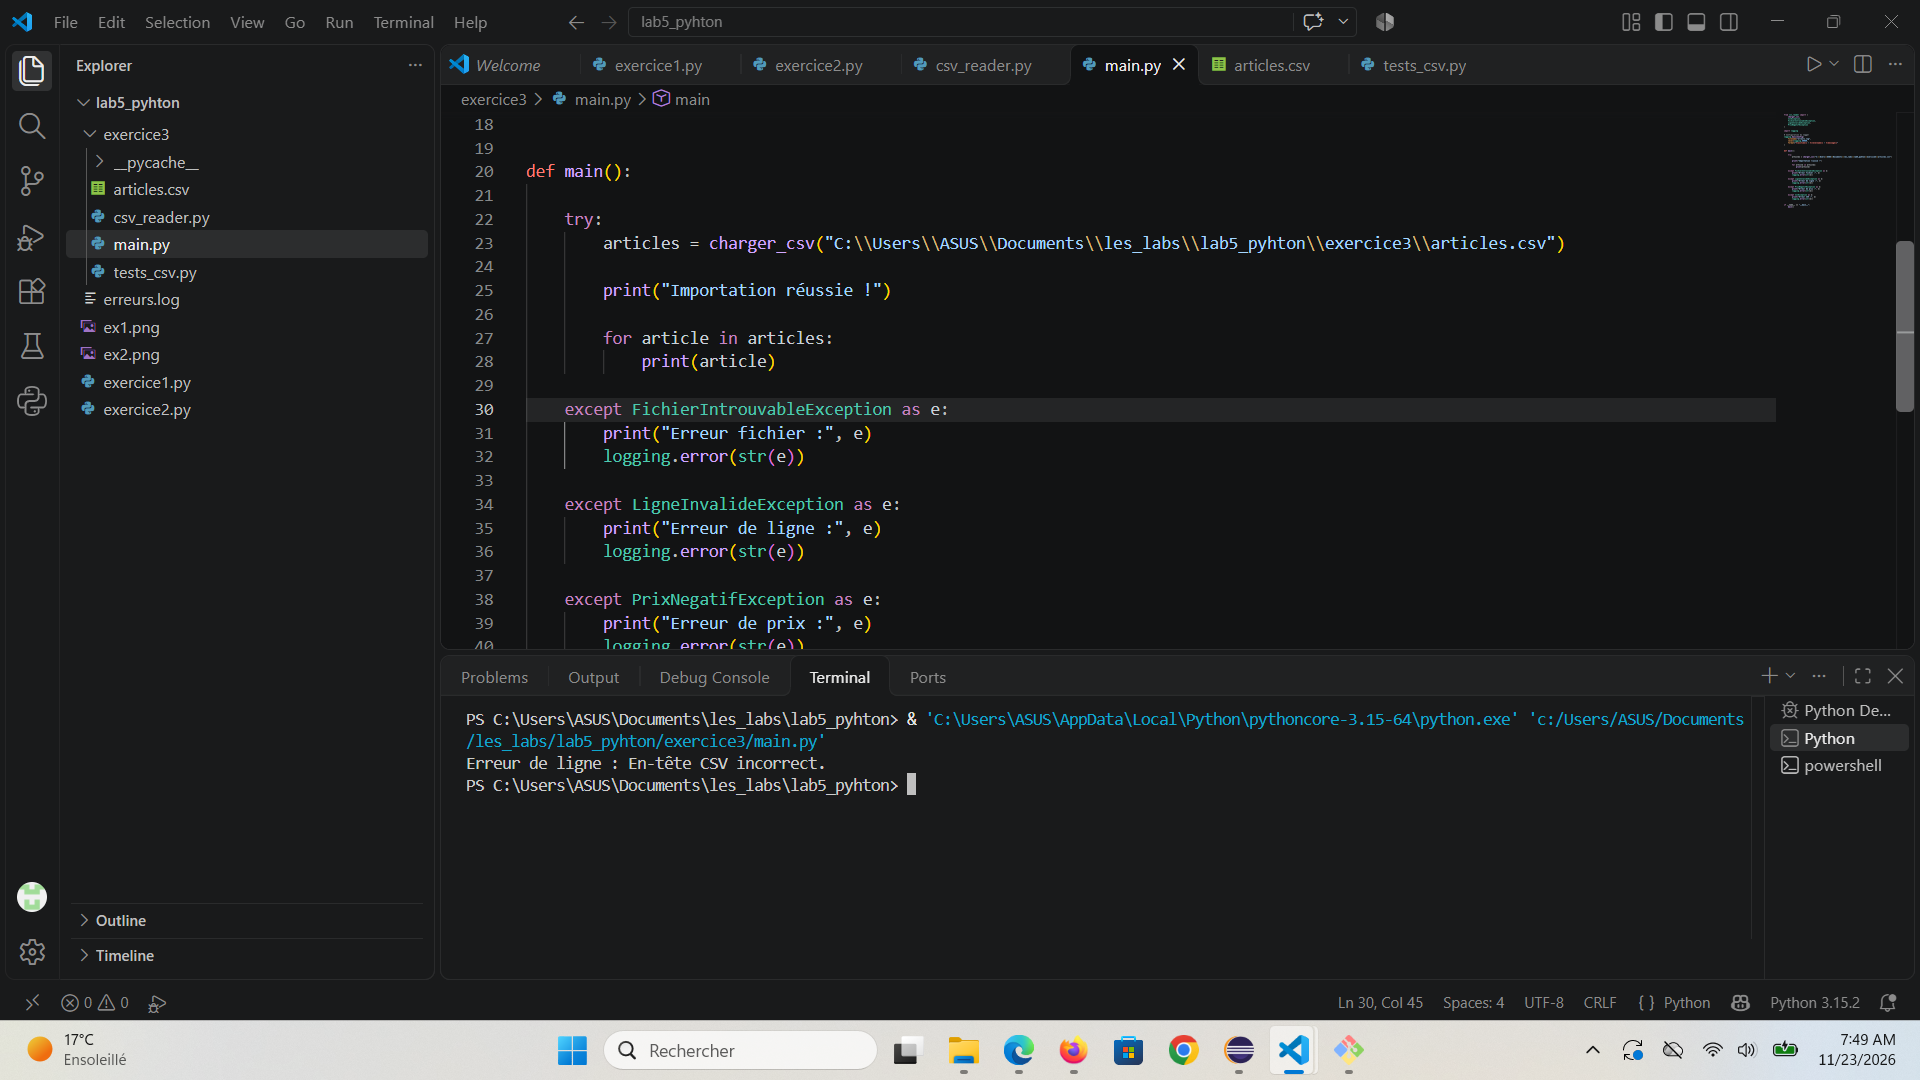 File Edit Selection View Go Run Terminal Help
lab5_pyhton
Explorer
lab5_pyhton
exercice3
__pycache__
articles.csv
csv_reader.py
main.py
tests_csv.py
erreurs.log
ex1.png
ex2.png
exercice1.py
exercice2.py
Outline
Timeline
Welcome exercice1.py exercice2.py csv_reader.py main.py articles.csv tests_csv.py
exercice3 > main.py > main
18
19
20 def main():
21
22 try:
23 articles = charger_csv("C:\\Users\\ASUS\\Documents\\les_labs\\lab5_pyhton\\exercice3\\articles.csv")
24
25 print("Importation réussie !")
26
27 for article in articles:
28 print(article)
29
30 except FichierIntrouvableException as e:
31 print("Erreur fichier :", e)
32 logging.error(str(e))
33
34 except LigneInvalideException as e:
35 print("Erreur de ligne :", e)
36 logging.error(str(e))
37
38 except PrixNegatifException as e:
39 print("Erreur de prix :", e)
40 logging.error(str(e))
Problems Output Debug Console Terminal Ports
PS C:\Users\ASUS\Documents\les_labs\lab5_pyhton> & 'C:\Users\ASUS\AppData\Local\Python\pythoncore-3.15-64\python.exe' 'c:/Users/ASUS/Documents
/les_labs/lab5_pyhton/exercice3/main.py'
Erreur de ligne : En-tête CSV incorrect.
PS C:\Users\ASUS\Documents\les_labs\lab5_pyhton>
Python De...
Python
powershell
0 0
Ln 30, Col 45 Spaces: 4 UTF-8 CRLF { } Python Python 3.15.2
17°C
Ensoleillé
Rechercher
7:49 AM
11/23/2026